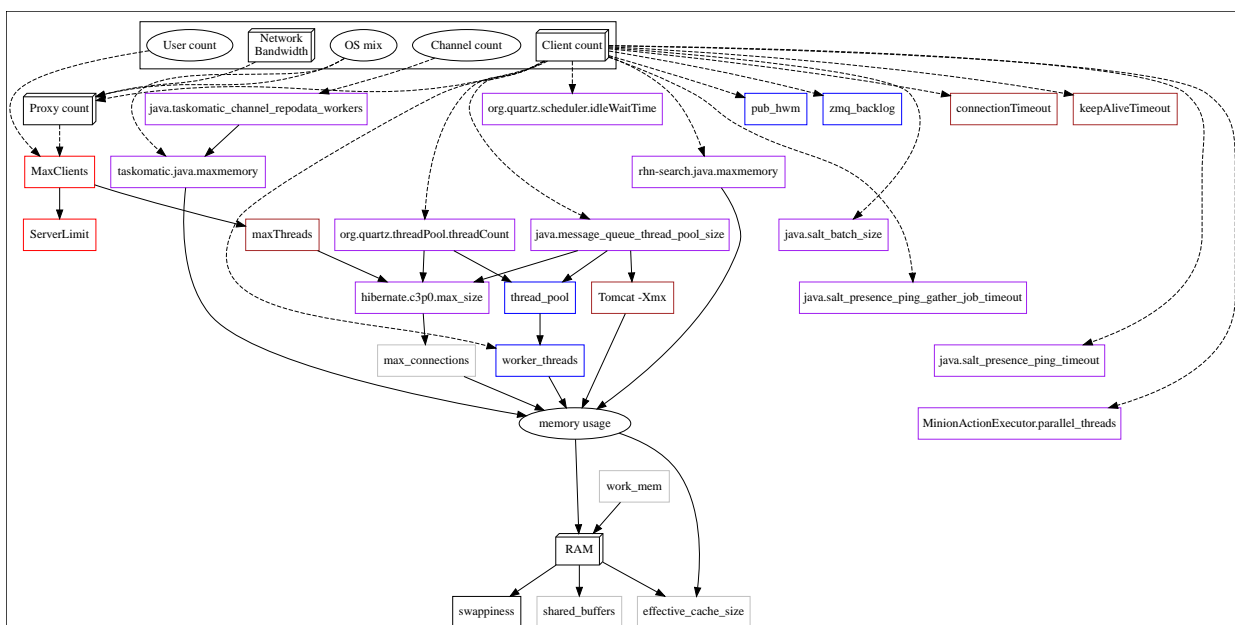 User count
Network
Bandwidth
OS mix
Channel count
Client count
Proxy count
java.taskomatic_channel_repodata_workers
org.quartz.scheduler.idleWaitTime
pub_hwm
zmq_backlog
connectionTimeout
keepAliveTimeout
MaxClients
taskomatic.java.maxmemory
rhn-search.java.maxmemory
ServerLimit
maxThreads
org.quartz.threadPool.threadCount
java.message_queue_thread_pool_size
java.salt_batch_size
hibernate.c3p0.max_size
thread_pool
Tomcat -Xmx
java.salt_presence_ping_gather_job_timeout
max_connections
worker_threads
java.salt_presence_ping_timeout
memory usage
MinionActionExecutor.parallel_threads
work_mem
RAM
swappiness
shared_buffers
effective_cache_size